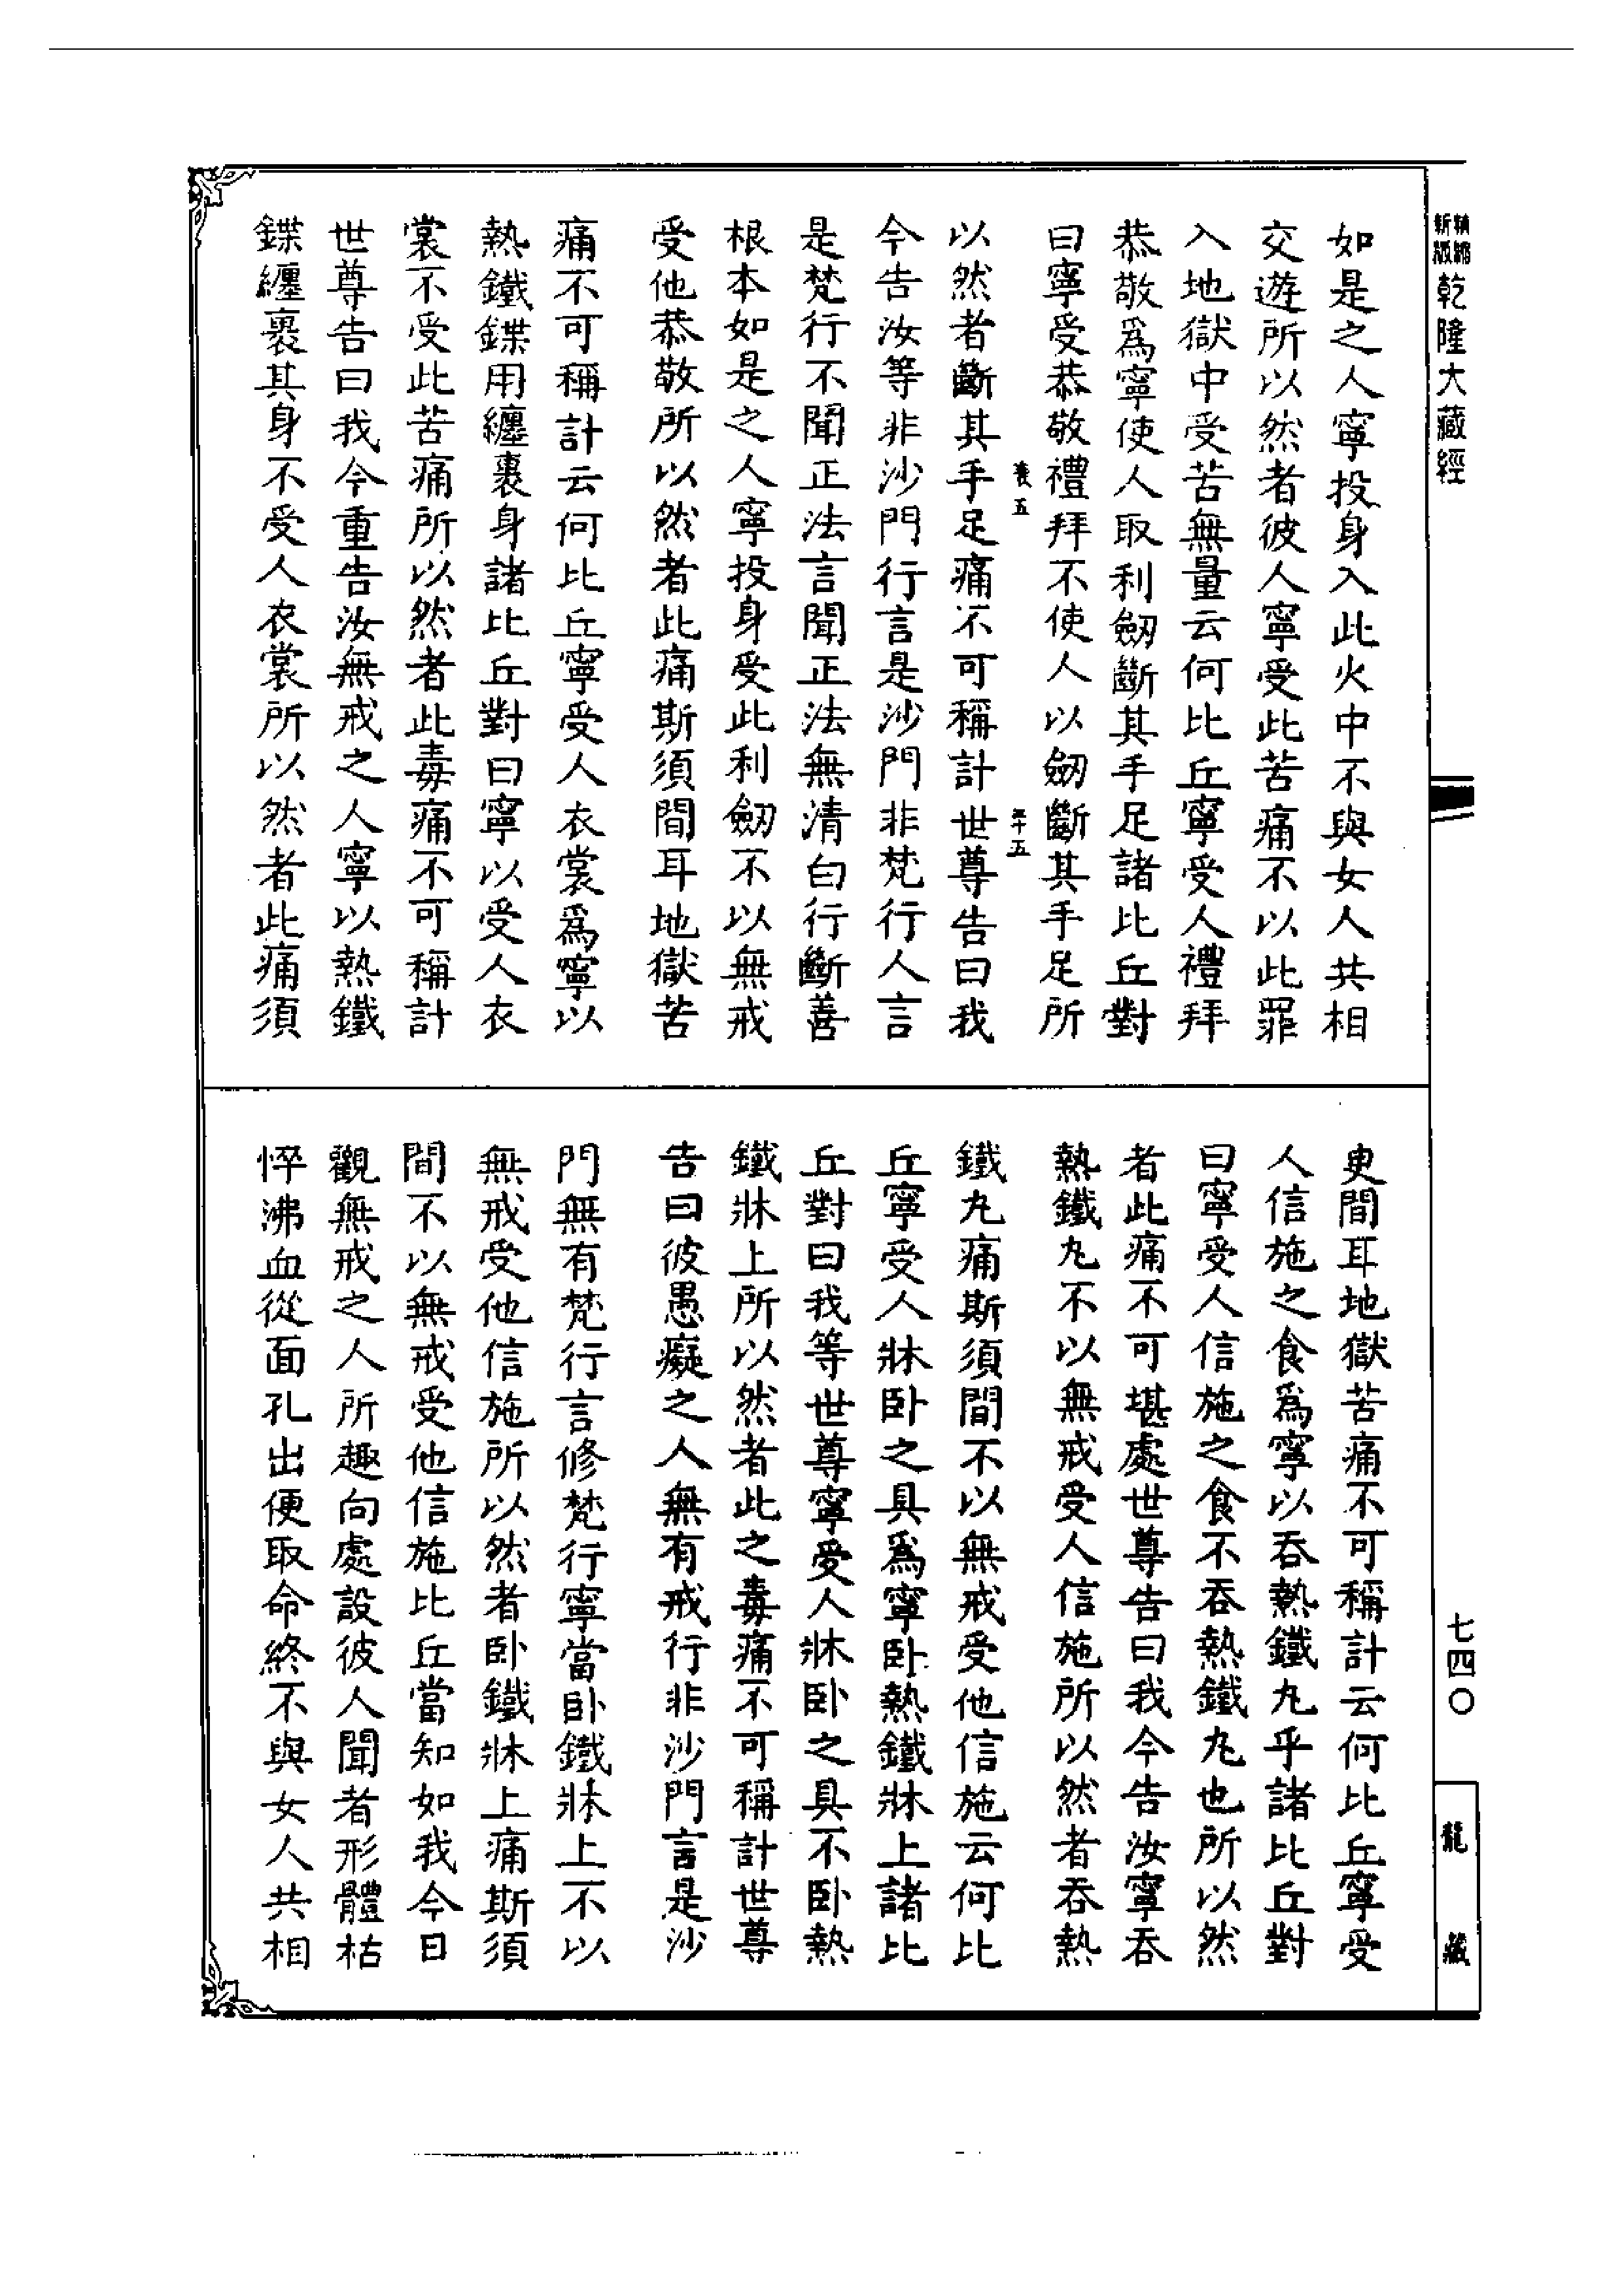 精縮
新版
乾隆大藏經
如是之人寧投身入此火中不與女人共相
交遊所以然者彼人寧受此苦痛不以此罪
入地獄中受苦無量云何比丘寧受人禮拜
恭敬爲寧使人取利劒斷其手足諸比丘對
曰寧受恭敬禮拜不使人以劒斷其手足所
以然者斷其手足痛不可稱計世尊告曰我
今告汝等非沙門行言是沙門非梵行人言
是梵行不聞正法言聞正法無清白行斷善
根本如是之人寧投身受此利劒不以無戒
受他恭敬所以然者此痛斯須間耳地獄苦
痛不可稱計云何比丘寧受人衣裳爲寧以
熱鐵鍱用纏裹身諸比丘對曰寧以受人衣
裳不受此苦痛所以然者此毒痛不可稱計
世尊告曰我今重告汝無戒之人寧以熱鐵
鍱纏裹其身不受人衣裳所以然者此痛須
臾間耳地獄苦痛不可稱計云何比丘寧受
人信施之食爲寧以吞熱鐵丸乎諸比丘對
曰寧受人信施之食不吞熱鐵丸也所以然
者此痛不可堪處世尊告曰我今告汝寧吞
熱鐵丸不以無戒受人信施所以然者吞熱
鐵丸痛斯須間不以無戒受他信施云何比
丘寧受人牀卧之具爲寧卧熱鐵牀上諸比
丘對曰我等世尊寧受人牀卧之具不卧熱
鐵牀上所以然者此之毒痛不可稱計世尊
告曰彼愚癡之人無有戒行非沙門言是沙
門無有梵行言修梵行寧當卧鐵牀上不以
無戒受他信施所以然者卧鐵牀上痛斯須
間不以無戒受他信施比丘當知如我今日
觀無戒之人所趣向處設彼人聞者形體枯
悴沸血從面孔出便取命終不與女人共相
七四〇
龍藏